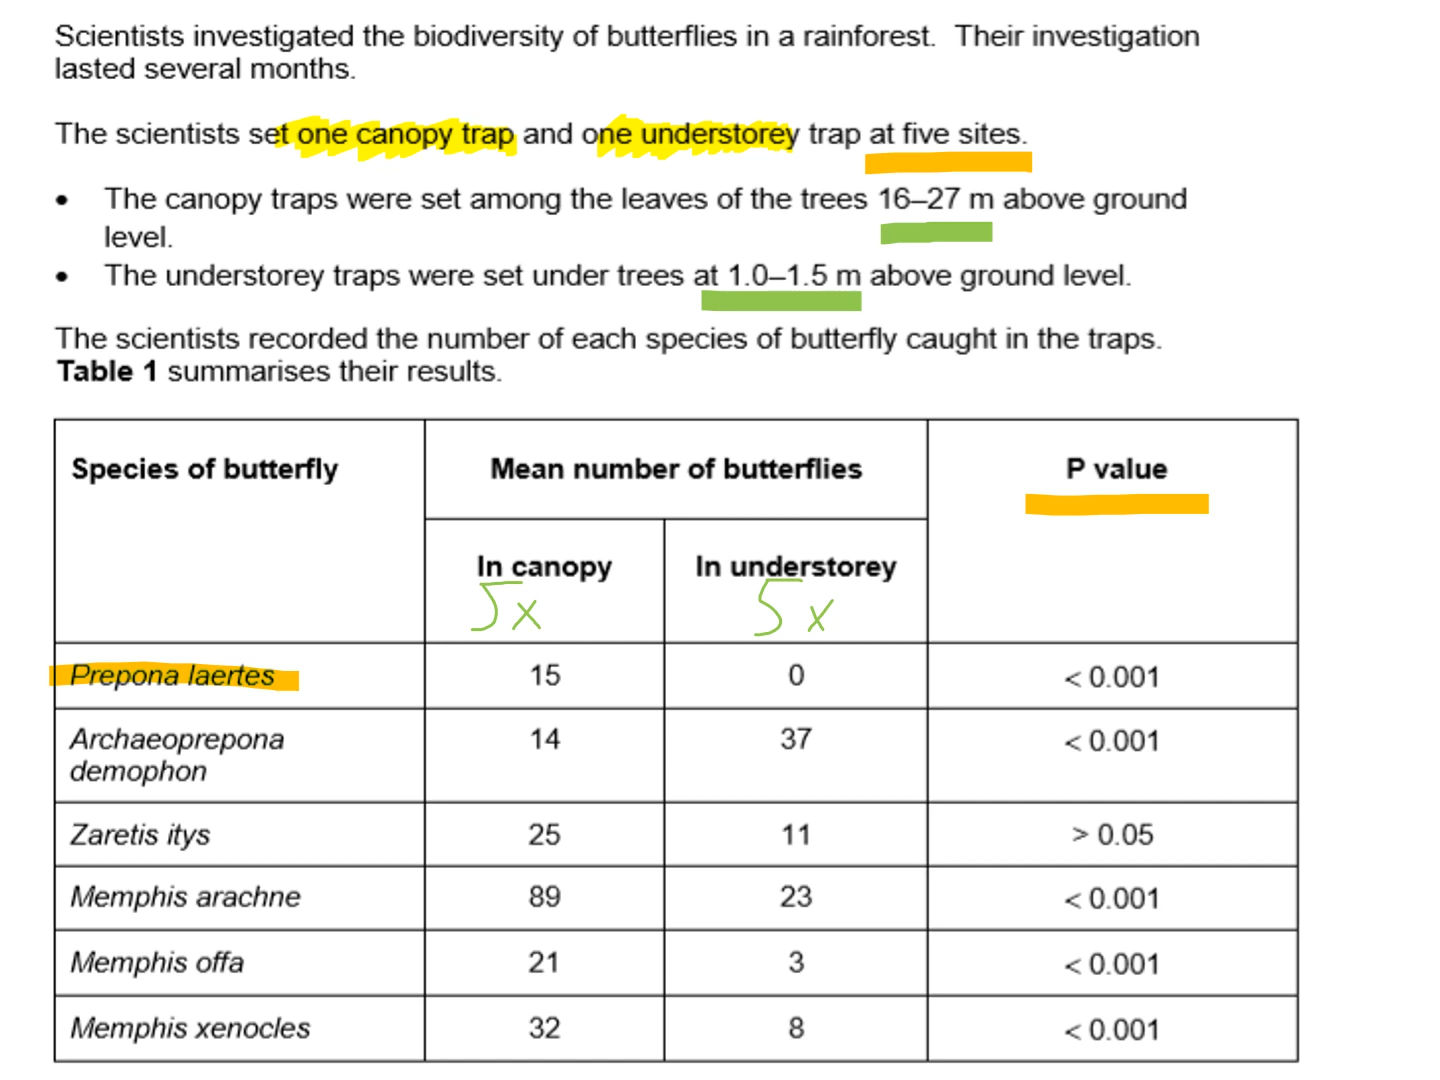 Scientists investigated the biodiversity of butterflies in a rainforest. Their investigation
lasted several months.
The scientists set one canopy trap and one understorey trap at five sites.
• The canopy traps were set among the leaves of the trees 16–27 m above ground
level.
• The understorey traps were set under trees at 1.0–1.5 m above ground level.
The scientists recorded the number of each species of butterfly caught in the traps.
Table 1 summarises their results.
Species of butterfly Mean number of butterflies P value
In canopy In understorey
5x 5x
Prepona laertes 15 0 < 0.001
Archaeoprepona 14 37 < 0.001
demophon
Zaretis itys 25 11 > 0.05
Memphis arachne 89 23 < 0.001
Memphis offa 21 3 < 0.001
Memphis xenocles 32 8 < 0.001